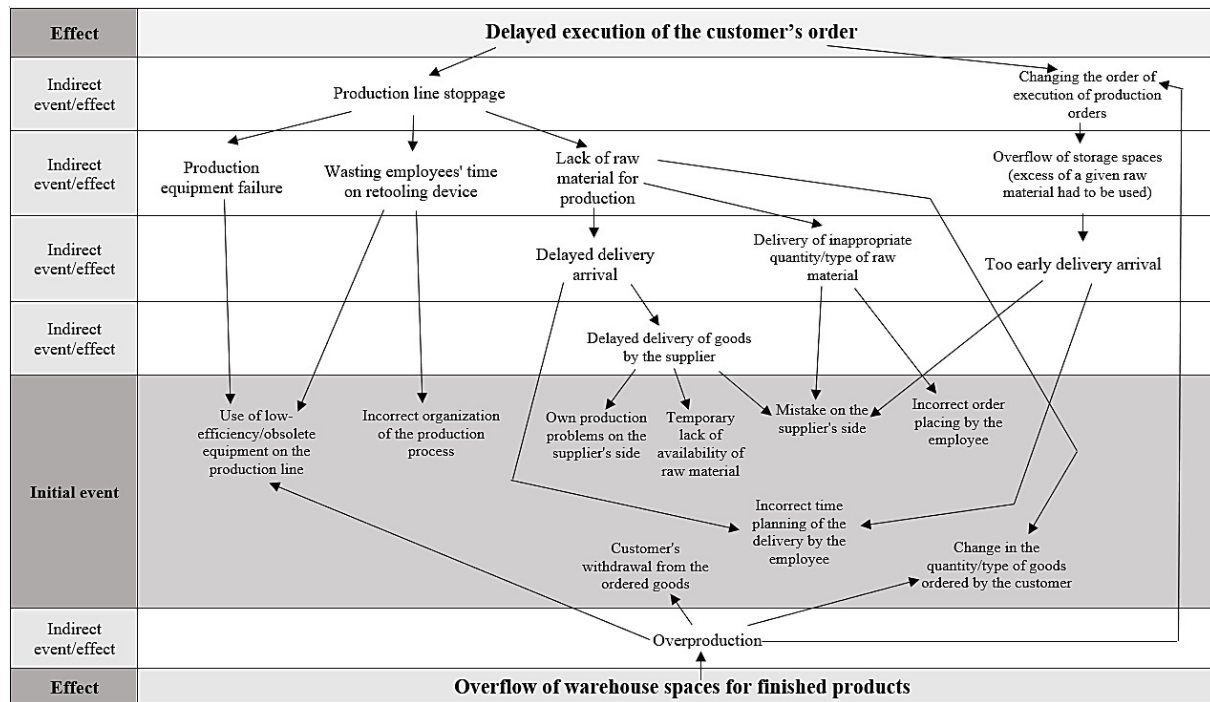 Effect
Delayed execution of the customer's order
Indirect
event/effect
Production line stoppage
Changing the order of
execution of production
orders
Indirect
event/effect
Production
equipment failure
Wasting employees' time
on retooling device
Lack of raw
material for
production
Overflow of storage spaces
(excess of a given raw
material had to be used)
Indirect
event/effect
Delayed delivery
arrival
Delivery of inappropriate
quantity/type of raw
material
Too early delivery arrival
Indirect
event/effect
Delayed delivery of goods
by the supplier
Initial event
Use of low-
efficiency/obsolete
equipment on the
production line
Incorrect organization
of the production
process
Own production
problems on the
supplier's side
Temporary
lack of
availability of
raw material
Mistake on the
supplier's side
Incorrect order
placing by the
employee
Incorrect time
planning of the
delivery by the
employee
Customer's
withdrawal from the
ordered goods
Change in the
quantity/type of goods
ordered by the customer
Indirect
event/effect
Overproduction
Effect
Overflow of warehouse spaces for finished products